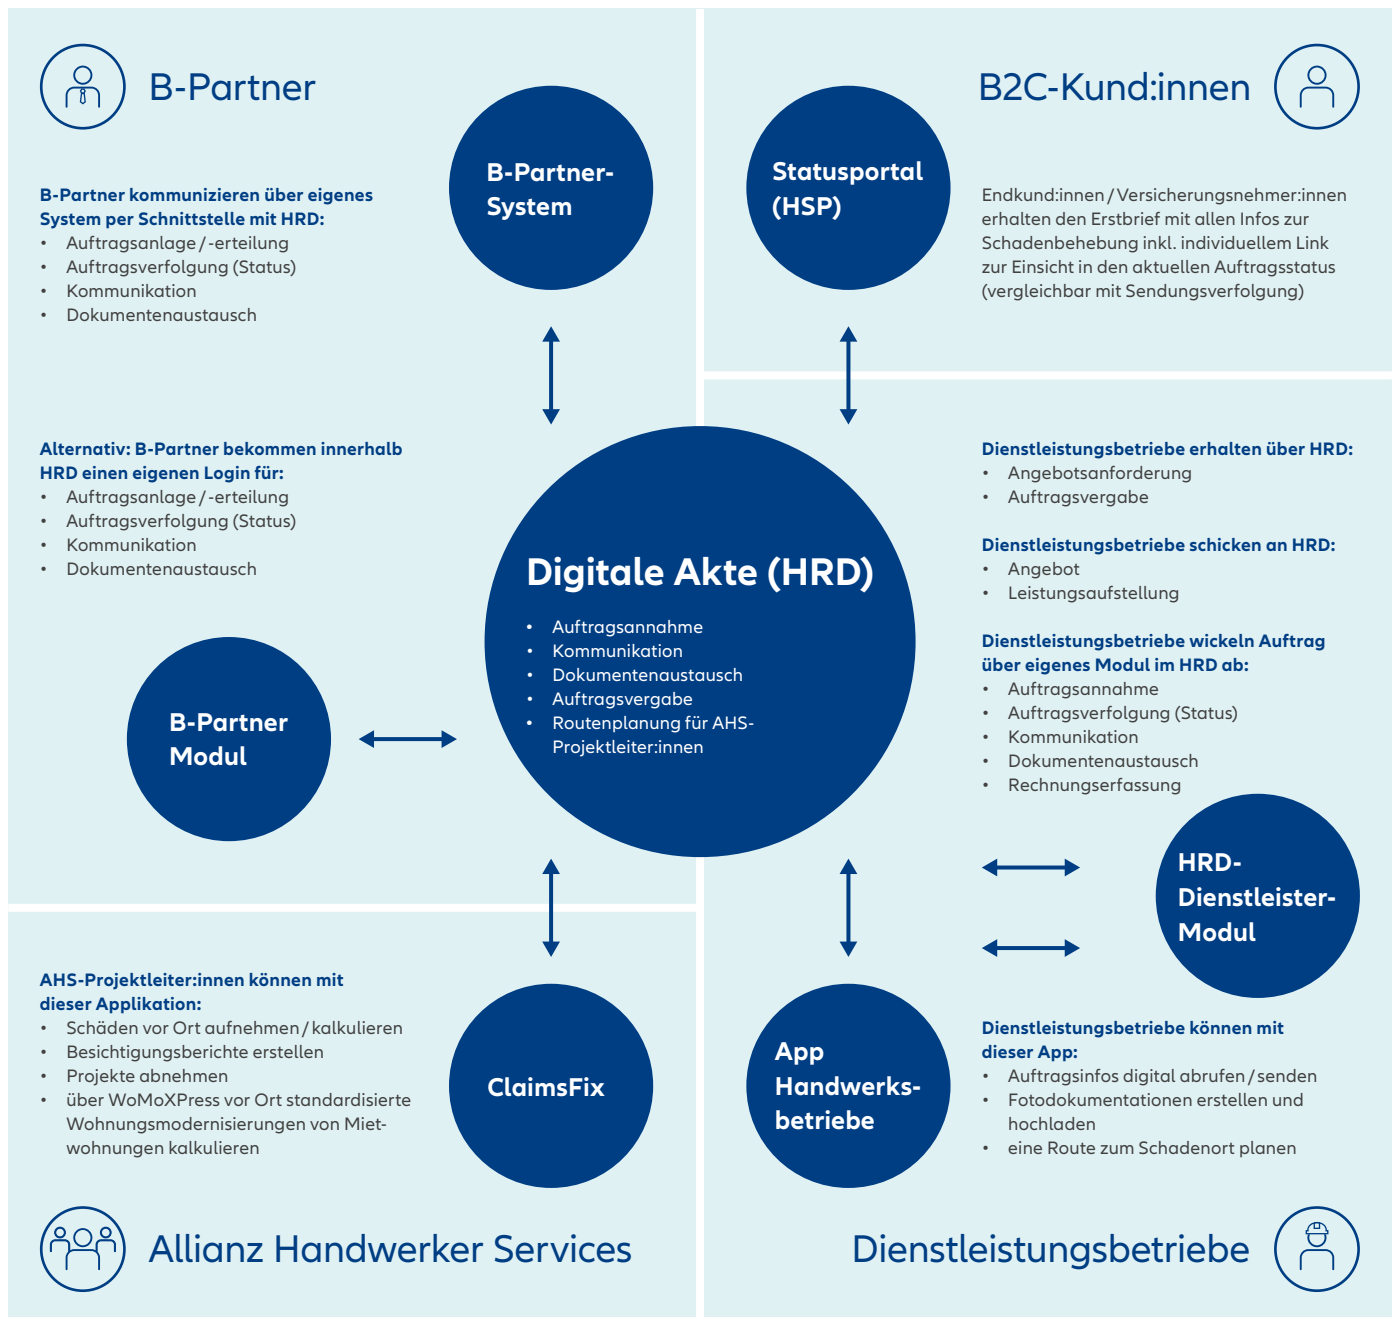 B-Partner
B-Partner-
System
B-Partner kommunizieren über eigenes
System per Schnittstelle mit HRD:
• Auftragsanlage / -erteilung
• Auftragsverfolgung (Status)
• Kommunikation
• Dokumentenaustausch
Alternativ: B-Partner bekommen innerhalb
HRD einen eigenen Login für:
• Auftragsanlage / -erteilung
• Auftragsverfolgung (Status)
• Kommunikation
• Dokumentenaustausch
B-Partner
Modul
B2C-Kund:innen
Statusportal
(HSP)
Endkund:innen / Versicherungsnehmer:innen
erhalten den Erstbrief mit allen Infos zur
Schadenbehebung inkl. individuellem Link
zur Einsicht in den aktuellen Auftragsstatus
(vergleichbar mit Sendungsverfolgung)
Digitale Akte (HRD)
• Auftragsannahme
• Kommunikation
• Dokumentenaustausch
• Auftragsvergabe
• Routenplanung für AHS-
Projektleiter:innen
Dienstleistungsbetriebe erhalten über HRD:
• Angebotsanforderung
• Auftragsvergabe
Dienstleistungsbetriebe schicken an HRD:
• Angebot
• Leistungsaufstellung
Dienstleistungsbetriebe wickeln Auftrag
über eigenes Modul im HRD ab:
• Auftragsannahme
• Auftragsverfolgung (Status)
• Kommunikation
• Dokumentenaustausch
• Rechnungserfassung
HRD-
Dienstleister-
Modul
AHS-Projektleiter:innen können mit
dieser Applikation:
• Schäden vor Ort aufnehmen / kalkulieren
• Besichtigungsberichte erstellen
• Projekte abnehmen
• über WoMoXPress vor Ort standardisierte
Wohnungsmodernisierungen von Miet-
wohnungen kalkulieren
ClaimsFix
Allianz Handwerker Services
App
Handwerks-
betriebe
Dienstleistungsbetriebe können mit
dieser App:
• Auftragsinfos digital abrufen / senden
• Fotodokumentationen erstellen und
hochladen
• eine Route zum Schadenort planen
Dienstleistungsbetriebe